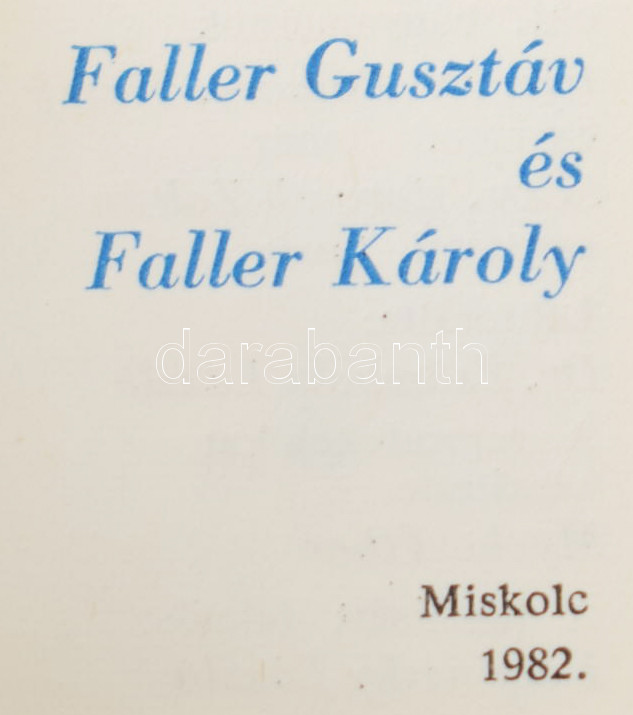 Faller Gusztáv
és
Faller Károly
darabanth
Miskolc
1982.